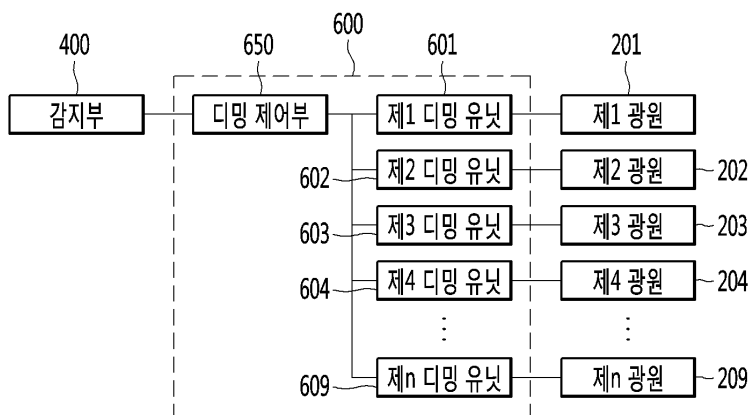 600
400 650 601 201
감지부 디밍 제어부 제1 디밍 유닛 제1 광원
602 제2 디밍 유닛 제2 광원 202
603 제3 디밍 유닛 제3 광원 203
604 제4 디밍 유닛 제4 광원 204
609 제n 디밍 유닛 제n 광원 209